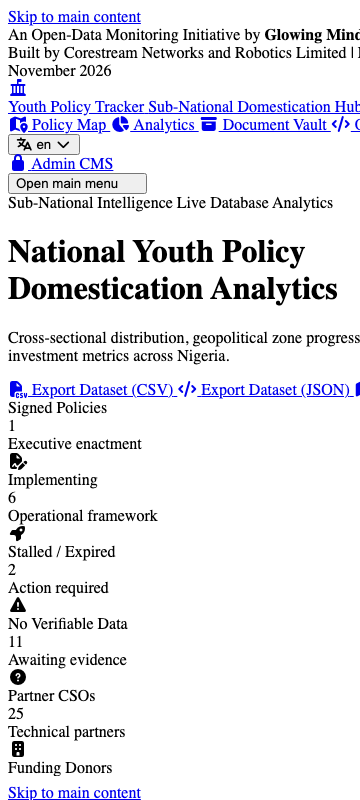 Skip to main content
An Open-Data Monitoring Initiative by Glowing Mind
Built by Corestream Networks and Robotics Limited |
November 2026
Youth Policy Tracker Sub-National Domestication Hub
Policy Map Analytics Document Vault
en
Admin CMS
Open main menu
Sub-National Intelligence Live Database Analytics
National Youth Policy
Domestication Analytics
Cross-sectional distribution, geopolitical zone progress
investment metrics across Nigeria.
Export Dataset (CSV) Export Dataset (JSON)
Signed Policies
1
Executive enactment
Implementing
6
Operational framework
Stalled / Expired
2
Action required
No Verifiable Data
11
Awaiting evidence
Partner CSOs
25
Technical partners
Funding Donors
Skip to main content